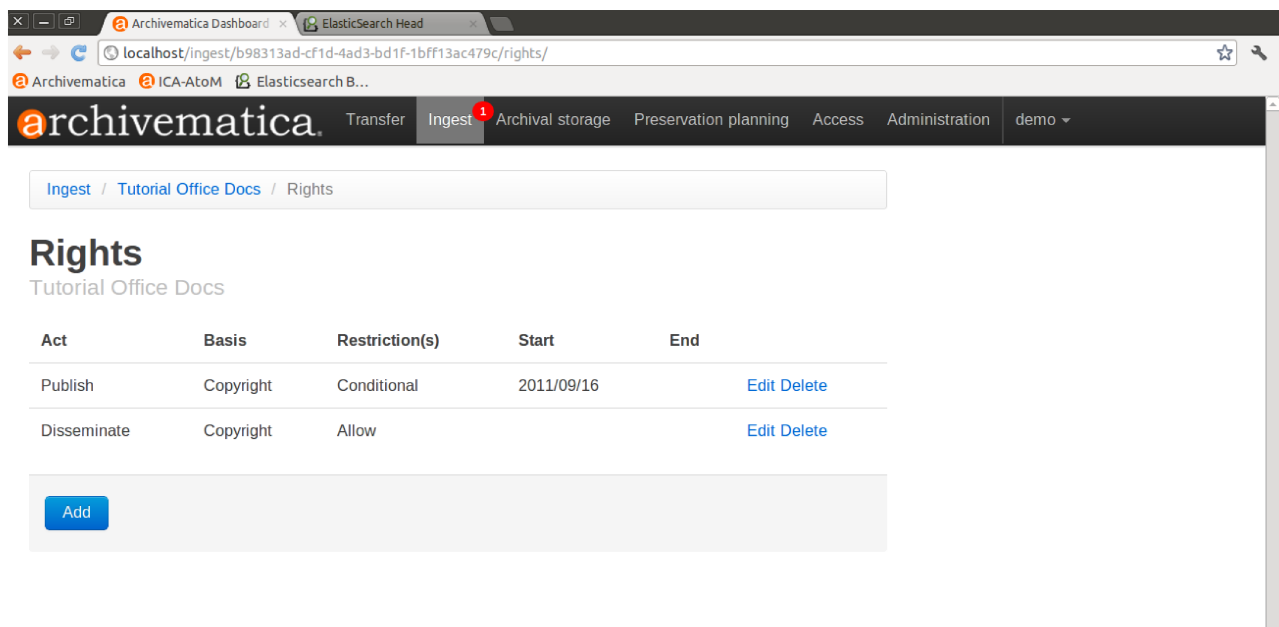 Archivematica Dashboard ElasticSearch Head
localhost/ingest/b98313ad-cf1d-4ad3-bd1f-1bff13ac479c/rights/
Archivematica ICA-AtoM Elasticsearch B...
archivematica. Transfer Ingest 1 Archival storage Preservation planning Access Administration demo
Ingest / Tutorial Office Docs / Rights
Rights
Tutorial Office Docs
Act Basis Restriction(s) Start End
Publish Copyright Conditional 2011/09/16 Edit Delete
Disseminate Copyright Allow Edit Delete
Add